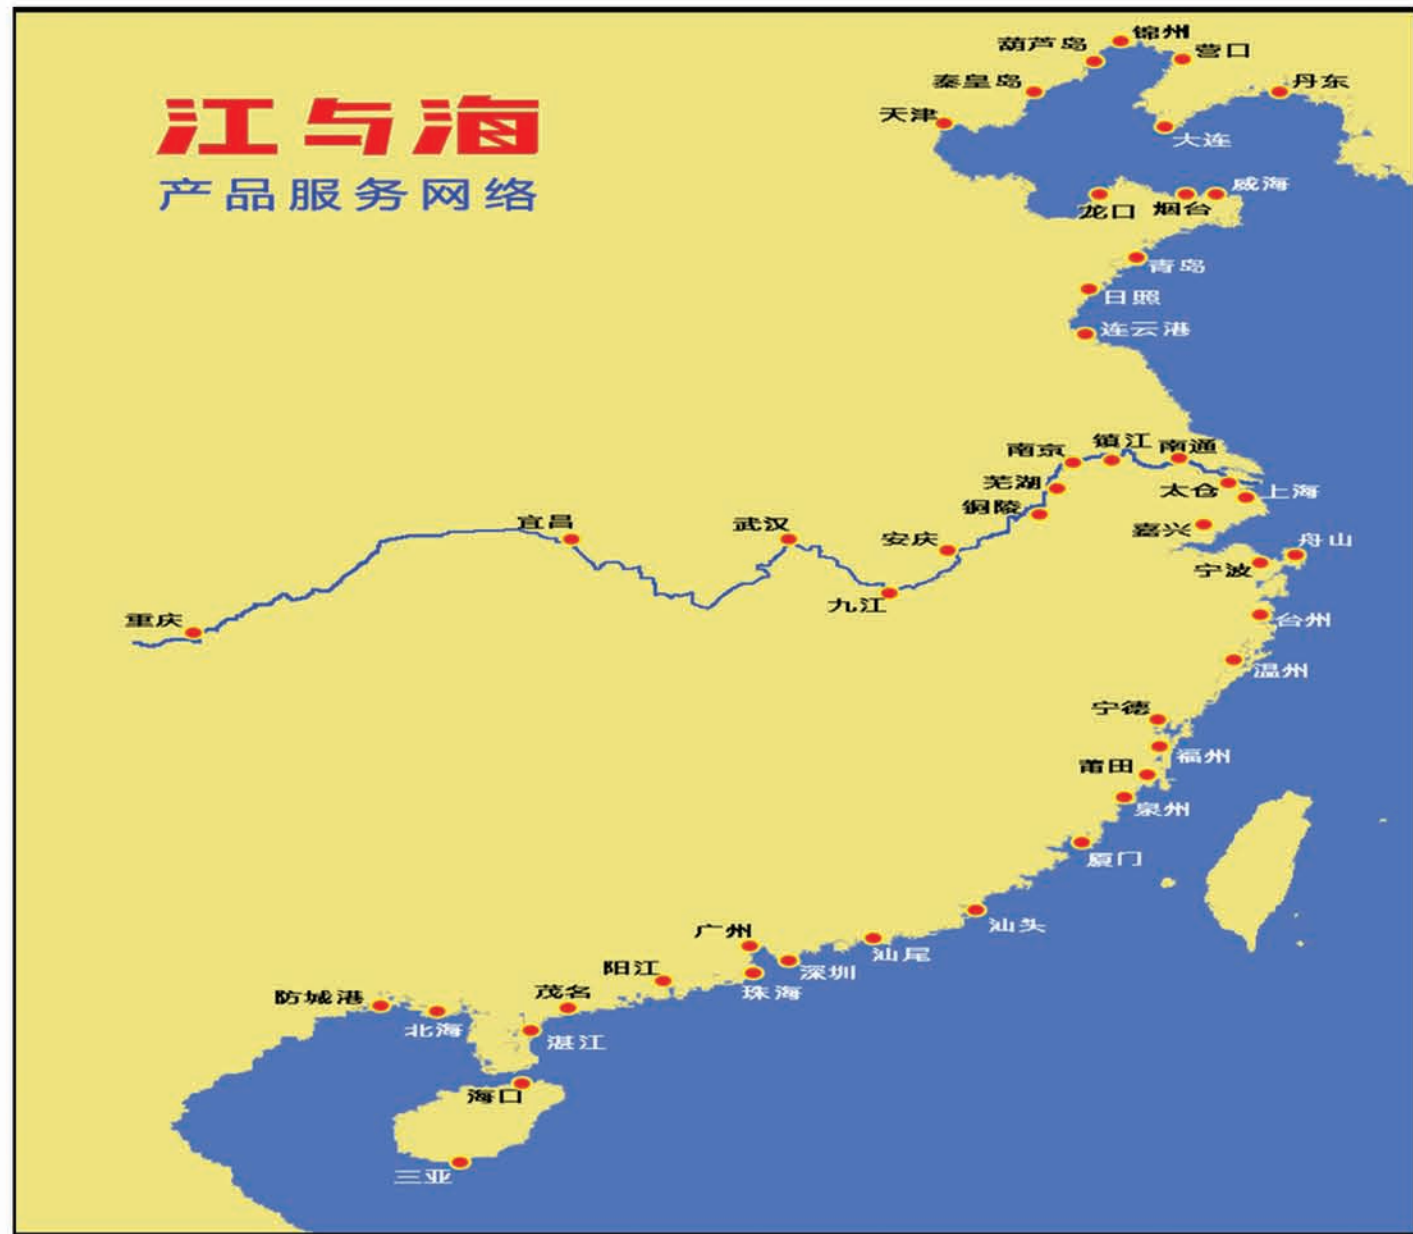 江与海
产品服务网络
锦州
葫芦岛
营口
秦皇岛
丹东
天津
大连
威海
龙口
烟台
青岛
日照
连云港
镇江
南通
南京
芜湖
太仓
上海
铜陵
宜昌
武汉
嘉兴
安庆
舟山
宁波
九江
重庆
台州
温州
宁德
福州
莆田
泉州
厦门
汕头
广州
汕尾
阳江
深圳
茂名
珠海
防城港
北海
湛江
海口
三亚